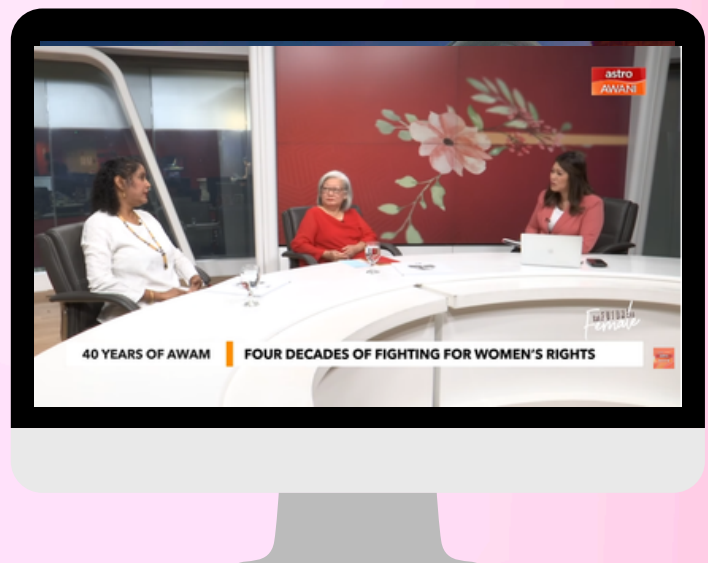 astro
AWANI
Female
40 YEARS OF AWAM
FOUR DECADES OF FIGHTING FOR WOMEN'S RIGHTS